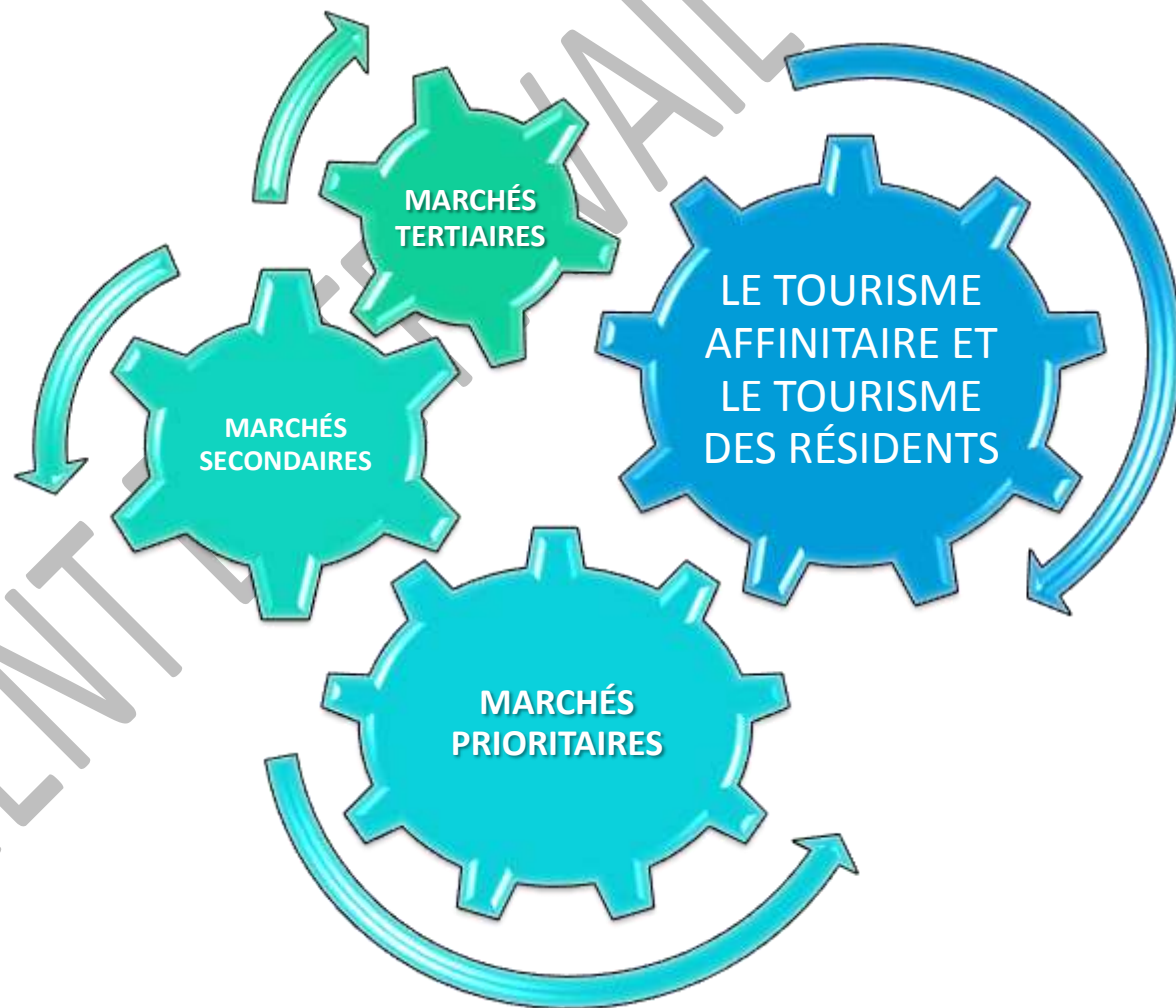 MARCHÉS
TERTIAIRES
LE TOURISME
AFFINITAIRE ET
LE TOURISME
DES RÉSIDENTS
MARCHÉS
SECONDAIRES
MARCHÉS
PRIORITAIRES